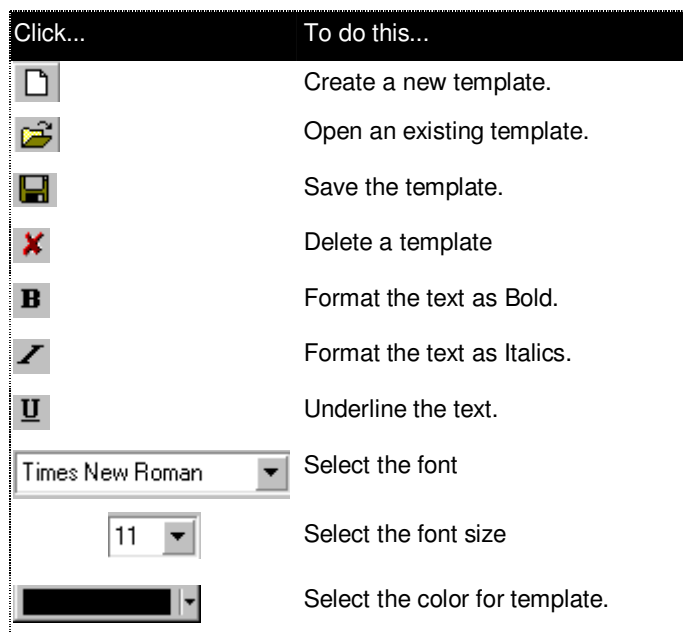 Click... To do this...
Create a new template.
Open an existing template.
Save the template.
Delete a template
B Format the text as Bold.
I Format the text as Italics.
U Underline the text.
Times New Roman Select the font
11 Select the font size
Select the color for template.